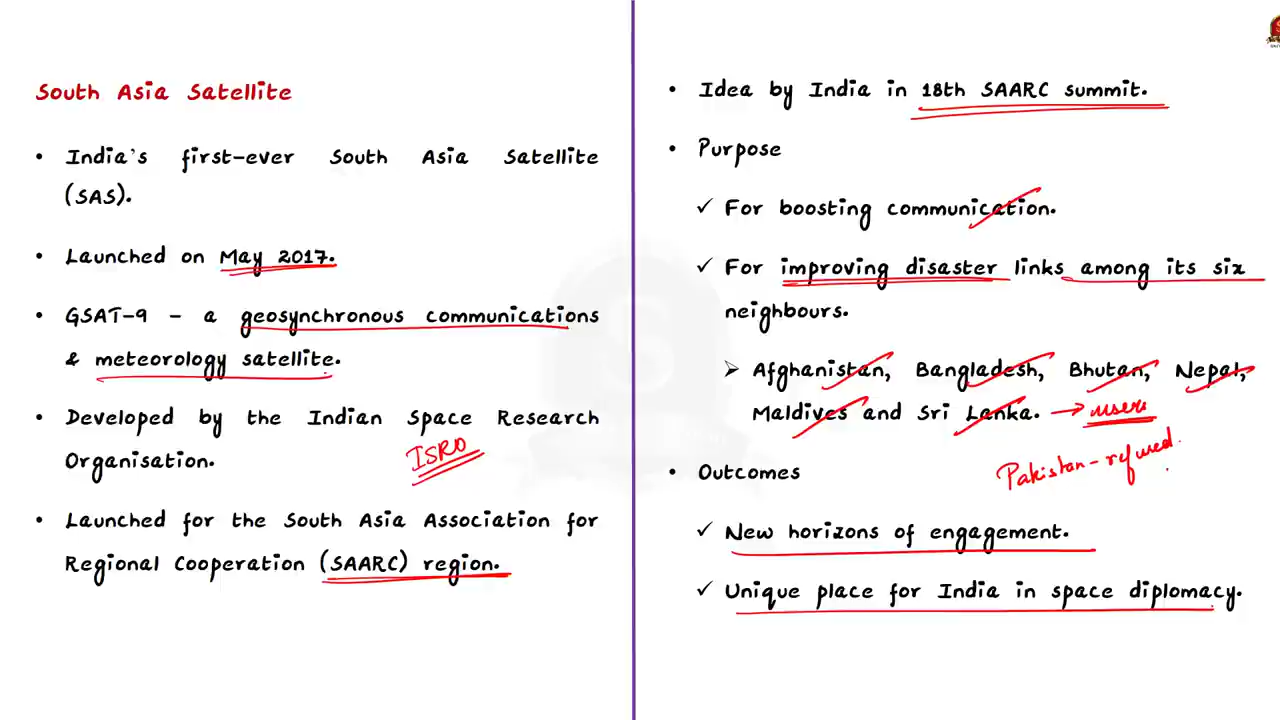 South Asia Satellite
• India's first-ever South Asia Satellite
(SAS).
• Launched on May 2017.
• GSAT-9 - a geosynchronous communications
& meteorology satellite.
• Developed by the Indian Space Research
Organisation.
ISRO
• Launched for the South Asia Association for
Regional Cooperation (SAARC) region.
• Idea by India in 18th SAARC summit.
• Purpose
✓ For boosting communication.
✓ For improving disaster links among its six
neighbours.
➢ Afghanistan, Bangladesh, Bhutan, Nepal,
Maldives and Sri Lanka. → users
Pakistan - refused.
• Outcomes
✓ New horizons of engagement.
✓ Unique place for India in space diplomacy.